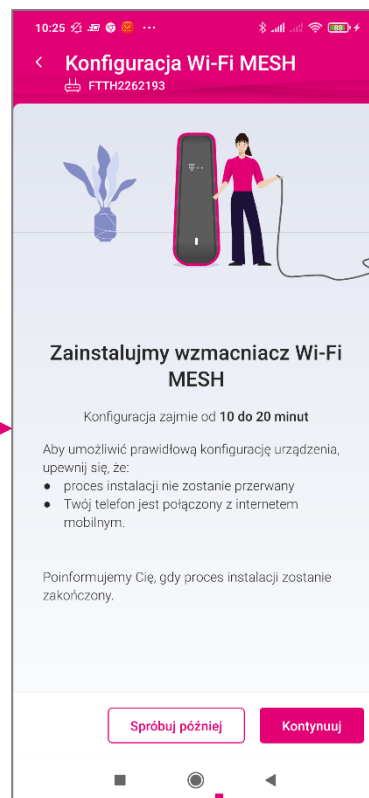 10:25
Konfiguracja Wi-Fi MESH
FTTH2262193
Zainstalujmy wzmacniacz Wi-Fi
MESH
Konfiguracja zajmie od 10 do 20 minut
Aby umożliwić prawidłową konfigurację urządzenia,
upewnij się, że:
● proces instalacji nie zostanie przerwany
● Twój telefon jest połączony z internetem
mobilnym.
Poinformujemy Cię, gdy proces instalacji zostanie
zakończony.
Spróbuj później Kontynuuj